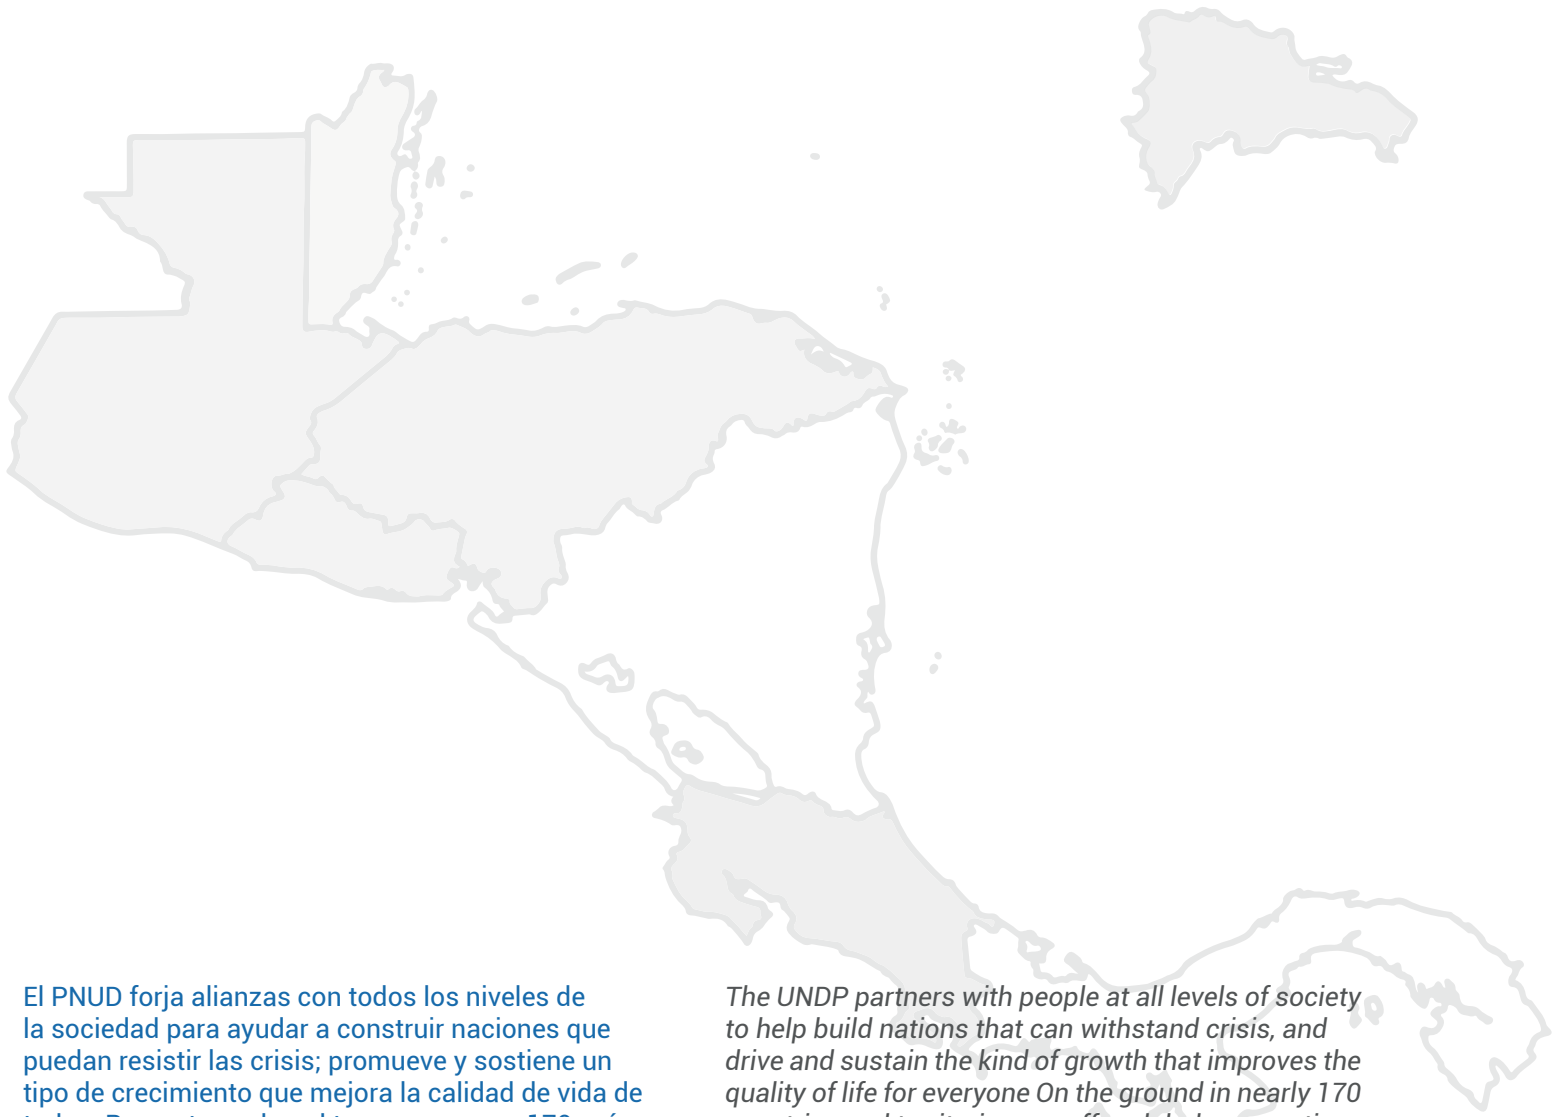 El PNUD forja alianzas con todos los niveles de
la sociedad para ayudar a construir naciones que
puedan resistir las crisis; promueve y sostiene un
tipo de crecimiento que mejora la calidad de vida de
The UNDP partners with people at all levels of society
to help build nations that can withstand crisis, and
drive and sustain the kind of growth that improves the
quality of life for everyone On the ground in nearly 170